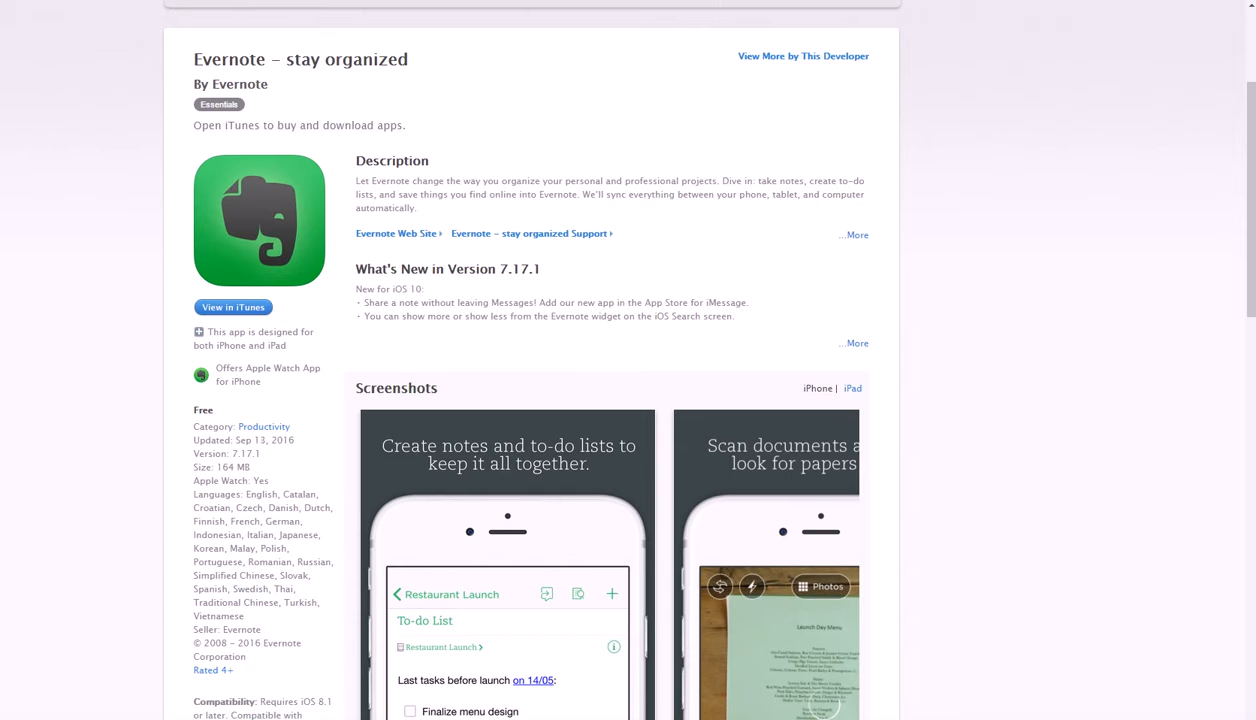 Evernote – stay organized
View More by This Developer
By Evernote
Essentials
Open iTunes to buy and download apps.
Description
Let Evernote change the way you organize your personal and professional projects. Dive in: take notes, create to-do
lists, and save things you find online into Evernote. We'll sync everything between your phone, tablet, and computer
automatically.
Evernote Web Site
Evernote – stay organized Support
...More
What's New in Version 7.17.1
New for iOS 10:
• Share a note without leaving Messages! Add our new app in the App Store for iMessage.
• You can show more or show less from the Evernote widget on the iOS Search screen.
...More
View in iTunes
This app is designed for
both iPhone and iPad
Offers Apple Watch App
for iPhone
Free
Category: Productivity
Updated: Sep 13, 2016
Version: 7.17.1
Size: 164 MB
Apple Watch: Yes
Languages: English, Catalan,
Croatian, Czech, Danish, Dutch,
Finnish, French, German,
Indonesian, Italian, Japanese,
Korean, Malay, Polish,
Portuguese, Romanian, Russian,
Simplified Chinese, Slovak,
Spanish, Swedish, Thai,
Traditional Chinese, Turkish,
Vietnamese
Seller: Evernote
© 2008 – 2016 Evernote
Corporation
Rated 4+
Compatibility: Requires iOS 8.1
or later. Compatible with
Screenshots
iPhone | iPad
Create notes and to-do lists to
keep it all together.
Restaurant Launch
To-do List
Restaurant Launch
Last tasks before launch on 14/05:
Finalize menu design
Scan documents a
look for papers
Photos
Launch Day Menu